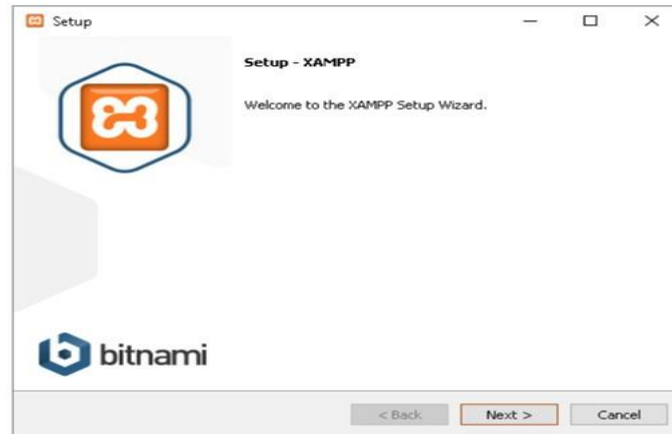 Setup
Setup - XAMPP
Welcome to the XAMPP Setup Wizard.
bitnami
< Back
Next >
Cancel